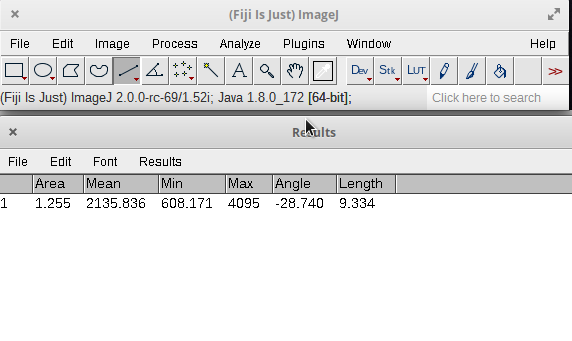 (Fiji Is Just) ImageJ
File Edit Image Process Analyze Plugins Window Help
A Dev Stk LUT >>
(Fiji Is Just) ImageJ 2.0.0-rc-69/1.52i; Java 1.8.0_172 [64-bit]; Click here to search
Results
File Edit Font Results
Area Mean Min Max Angle Length
1 1.255 2135.836 608.171 4095 -28.740 9.334